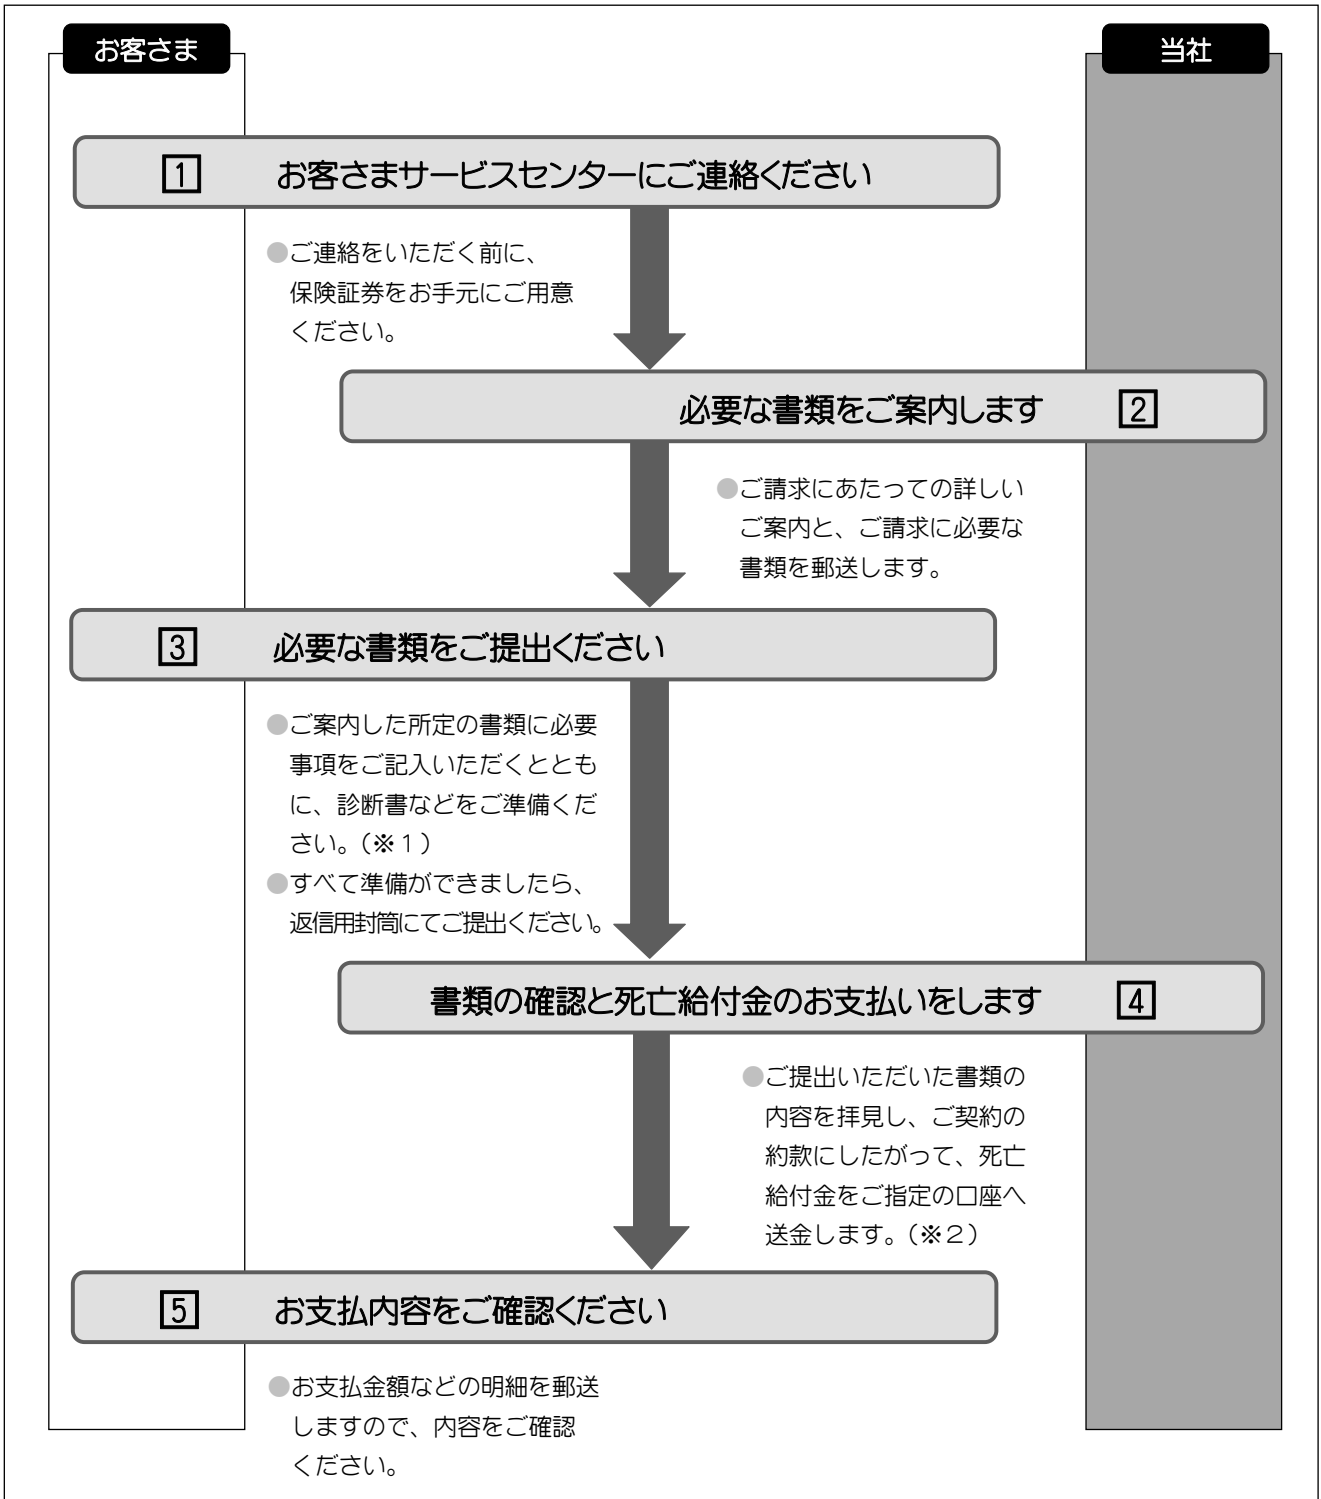 お客さま
当社
1 お客さまサービスセンターにご連絡ください
●ご連絡をいただく前に、
保険証券をお手元にご用意
ください。
必要な書類をご案内します 2
●ご請求にあたっての詳しい
ご案内と、ご請求に必要な
書類を郵送します。
3 必要な書類をご提出ください
●ご案内した所定の書類に必要
事項をご記入いただくととも
に、診断書などをご準備くだ
さい。(※1)
●すべて準備ができましたら、
返信用封筒にてご提出ください。
書類の確認と死亡給付金のお支払いをします 4
●ご提出いただいた書類の
内容を拝見し、ご契約の
約款にしたがって、死亡
給付金をご指定の口座へ
送金します。(※2)
5 お支払内容をご確認ください
●お支払金額などの明細を郵送
しますので、内容をご確認
ください。